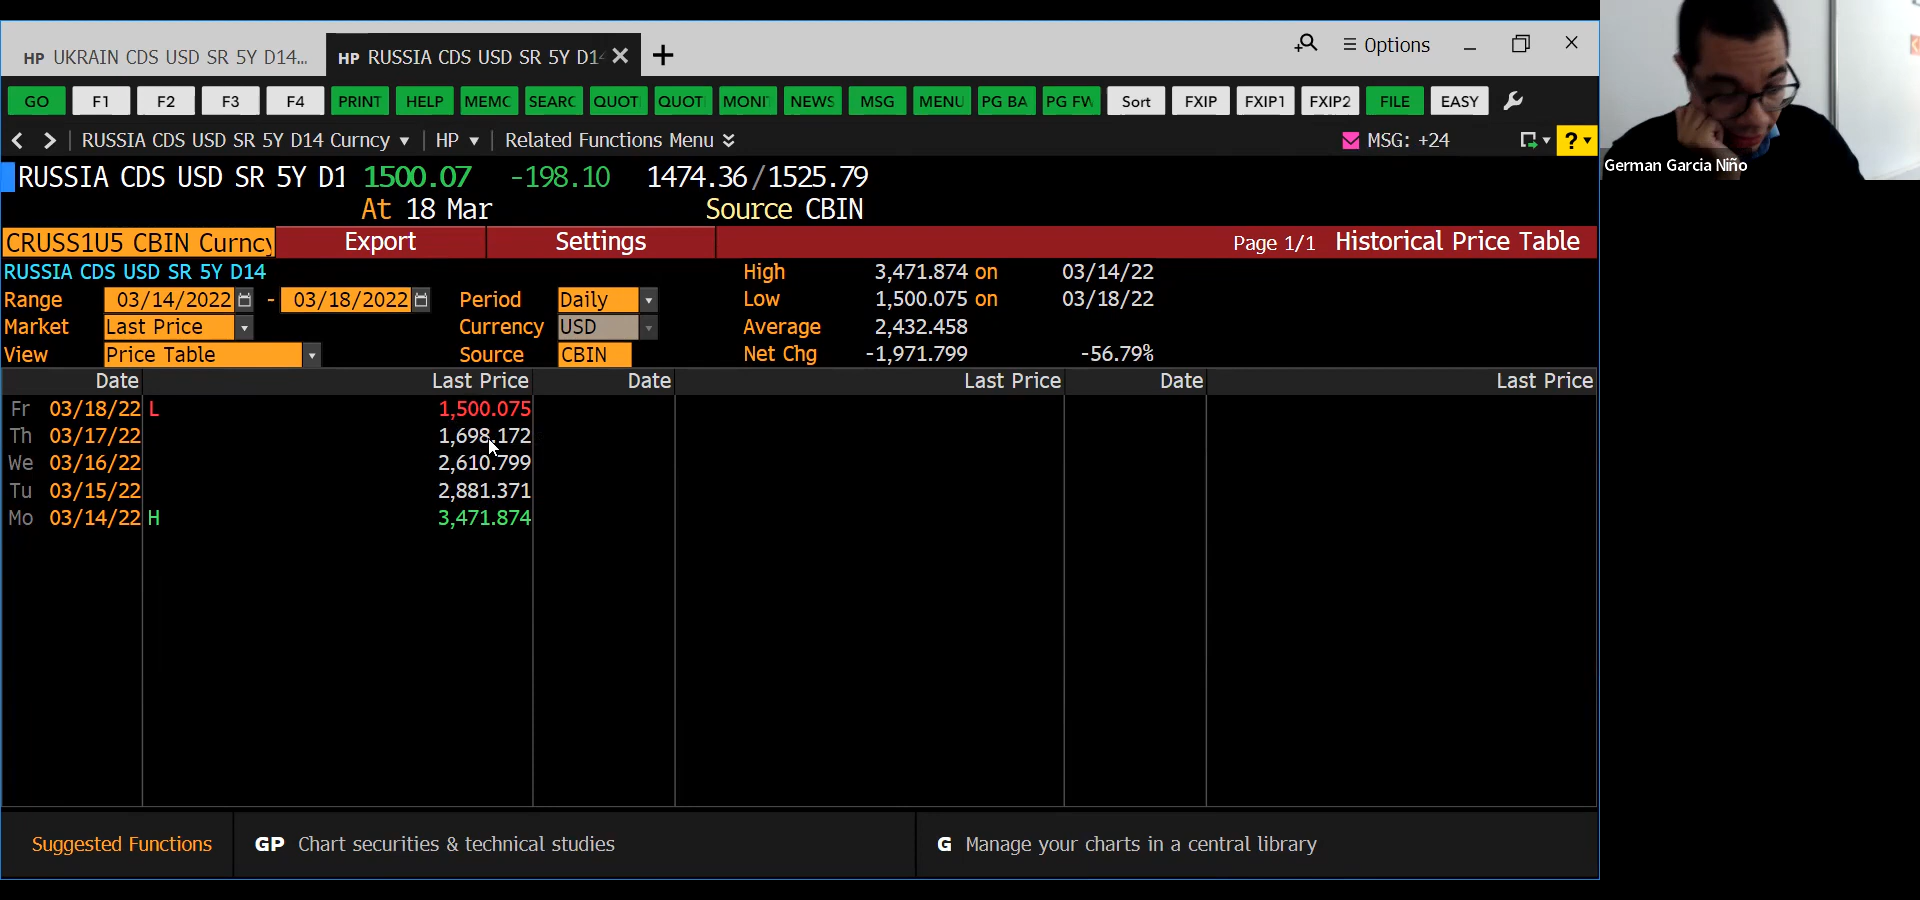 HP UKRAIN CDS USD SR 5Y D14...
HP RUSSIA CDS USD SR 5Y D14
Options
GO F1 F2 F3 F4 PRINT HELP MEMC SEARC QUOT QUOT MONI NEWS MSG MENU PG BA PG FW Sort FXIP FXIP1 FXIP2 FILE EASY
RUSSIA CDS USD SR 5Y D14 Curncy HP Related Functions Menu MSG: +24 ?
RUSSIA CDS USD SR 5Y D1 1500.07 -198.10 1474.36/1525.79
At 18 Mar Source CBIN
CRUSS1U5 CBIN Curncy Export Settings Page 1/1 Historical Price Table
RUSSIA CDS USD SR 5Y D14 High 3,471.874 on 03/14/22
Range 03/14/2022 - 03/18/2022 Period Daily Low 1,500.075 on 03/18/22
Market Last Price Currency USD Average 2,432.458
View Price Table Source CBIN Net Chg -1,971.799 -56.79%
Date Last Price Date Last Price Date Last Price
Fr 03/18/22 L 1,500.075
Th 03/17/22 1,698.172
We 03/16/22 2,610.799
Tu 03/15/22 2,881.371
Mo 03/14/22 H 3,471.874
Suggested Functions GP Chart securities & technical studies G Manage your charts in a central library
German Garcia Niño